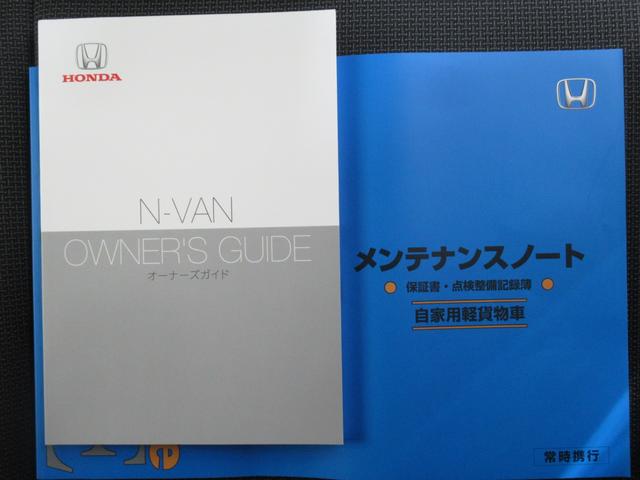 HONDA
N-VAN
OWNER'S GUIDE
オーナーズガイド
メンテナンスノート
保証書・点検整備記録簿
自家用軽貨物車
常時携行